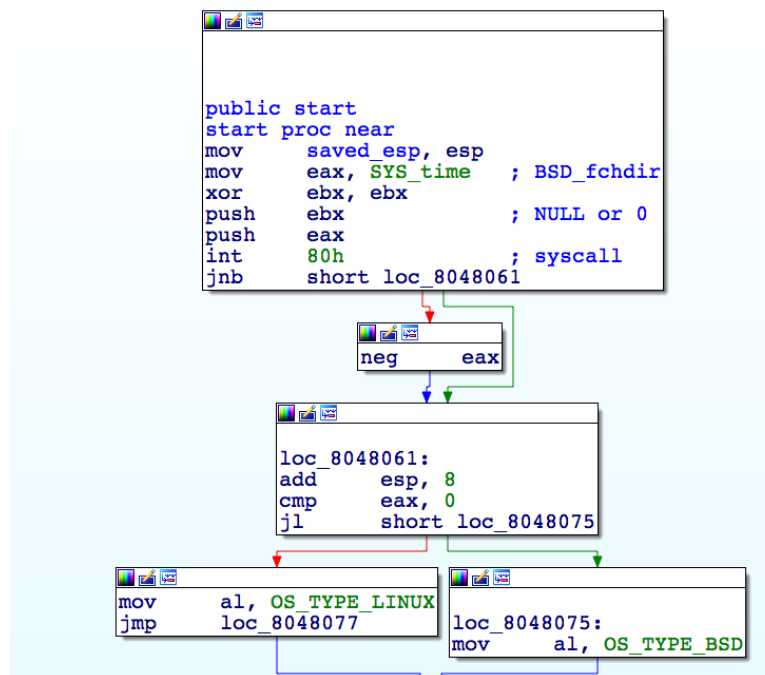 public start
start proc near
mov saved_esp, esp
mov eax, SYS_time ; BSD_fchdir
xor ebx, ebx
push ebx ; NULL or 0
push eax
int 80h ; syscall
jnb short loc_8048061
neg eax
loc_8048061:
add esp, 8
cmp eax, 0
jl short loc_8048075
mov al, OS_TYPE_LINUX
jmp loc_8048077
loc_8048075:
mov al, OS_TYPE_BSD